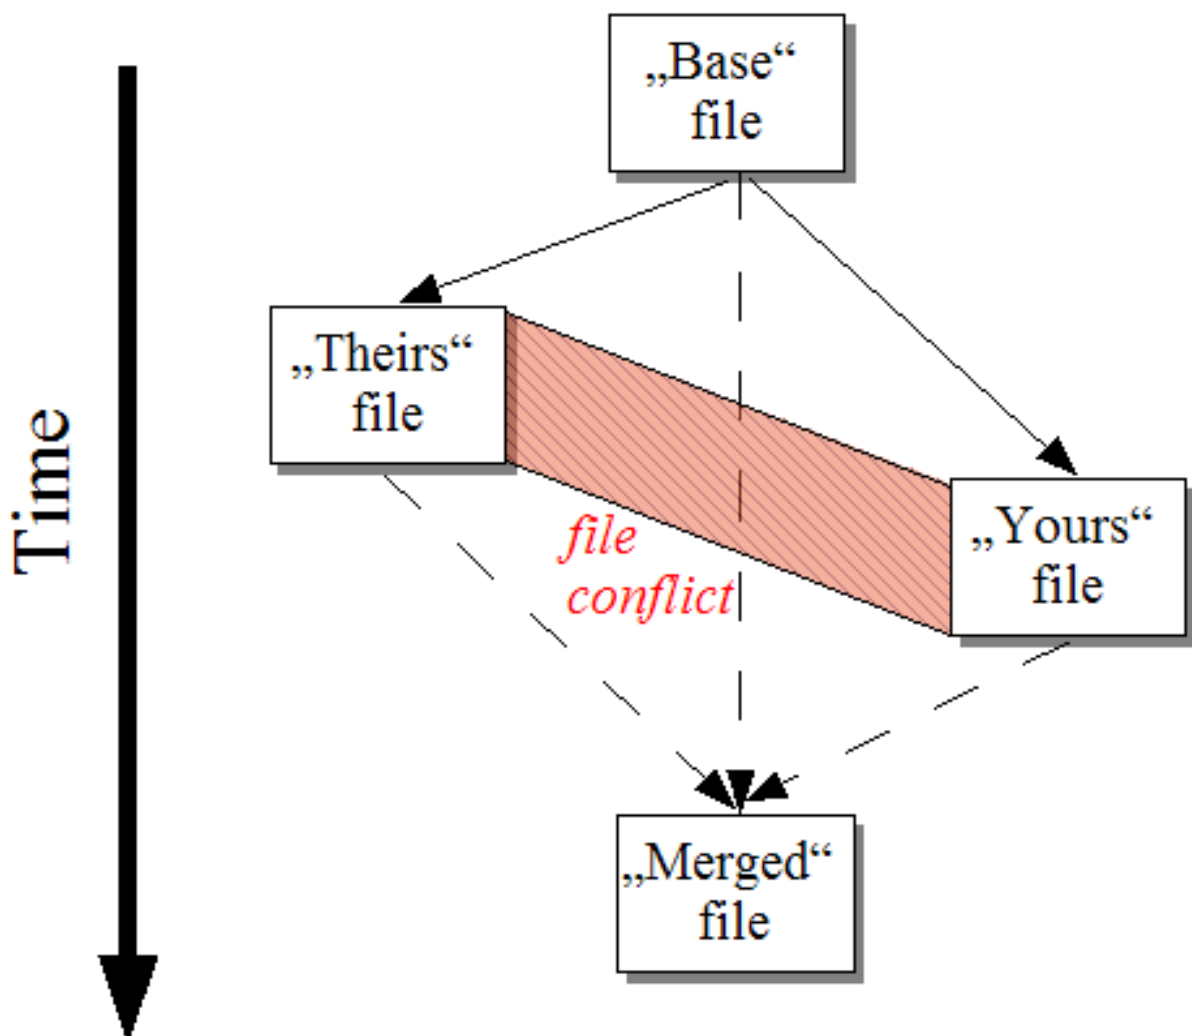 „Base“
file
„Theirs“
file
Time
„Yours“
file
file
conflict
„Merged“
file